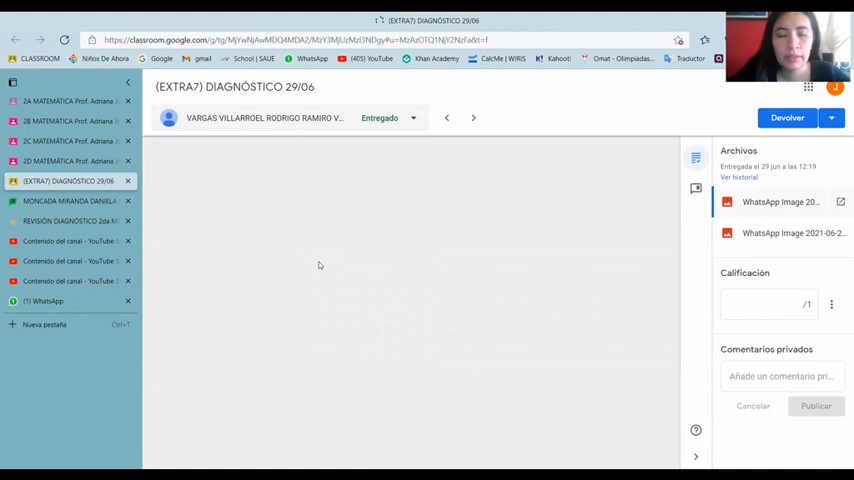 (EXTRA7) DIAGNÓSTICO 29/06
https://classroom.google.com/g/tg/
CLASSROOM
Niños De Ahora
Google
gmail
School | SAUE
WhatsApp
(405) YouTube
Khan Academy
CalcMe | WIRIS
Kahoot!
Omat - Olimpiadas...
Traductor
2A MATEMÁTICA Prof. Adriana
2B MATEMÁTICA Prof. Adriana
2C MATEMÁTICA Prof. Adriana
2D MATEMÁTICA Prof. Adriana
(EXTRA7) DIAGNÓSTICO 29/06
MONCADA MIRANDA DANIELA
REVISIÓN DIAGNÓSTICO 2da
Contenido del canal - YouTube
Contenido del canal - YouTube
Contenido del canal - YouTube
(1) WhatsApp
Nueva pestaña
Ctrl+T
(EXTRA7) DIAGNÓSTICO 29/06
J
VARGAS VILLARROEL RODRIGO RAMIRO V...
Entregado
Devolver
Archivos
Entregada el 29 jun a las 12:19
Ver historial
WhatsApp Image 20...
WhatsApp Image 2021-06-2...
Calificación
/1
Comentarios privados
Añade un comentario pri...
Cancelar
Publicar